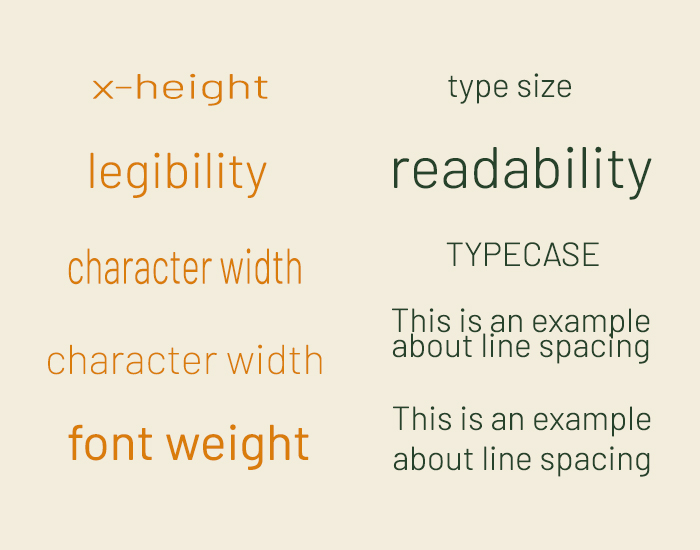 x-height
legibility
character width
character width
font weight
type size
readability
TYPECASE
This is an example
about line spacing
This is an example
about line spacing